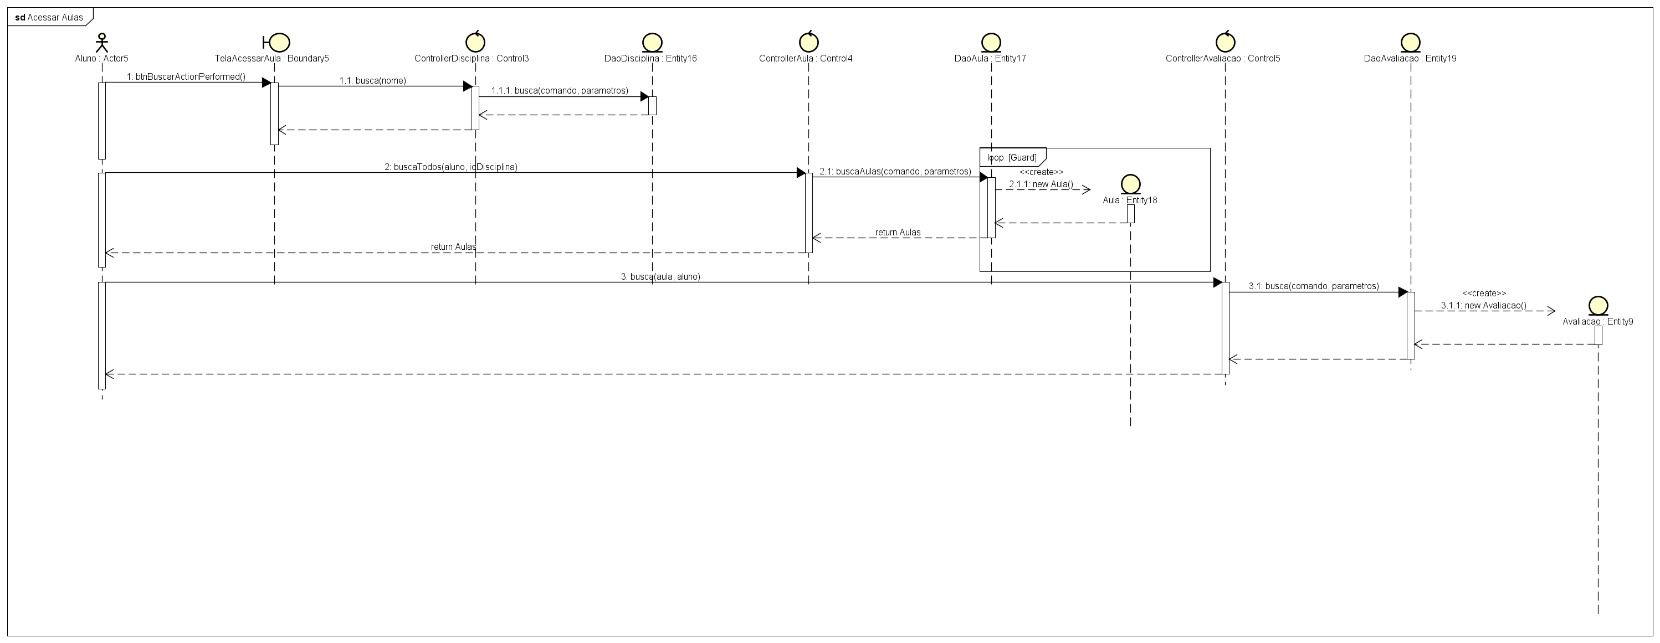 sd Acessar Aulas
Aluno : Actor5
TelaAcessarAula : Boundary5
ControllerDisciplina : Control3
DaoDisciplina : Entity16
ControllerAula : Control4
DaoAula : Entity17
ControllerAvaliacao : Control5
DaoAvaliacao : Entity19
1: btnBuscarActionPerformed()
1.1: busca(nome)
1.1.1: busca(comando, parametros)
loop [Guard]
2: buscaTodos(aluno, idDisciplina)
2.1: buscaAulas(comando, parametros)
<<create>>
2.1.1: new Aula()
Aula : Entity18
return Aulas
return Aulas
3: busca(aula, aluno)
3.1: busca(comando, parametros)
<<create>>
3.1.1: new Avaliacao()
Avaliacao : Entity9